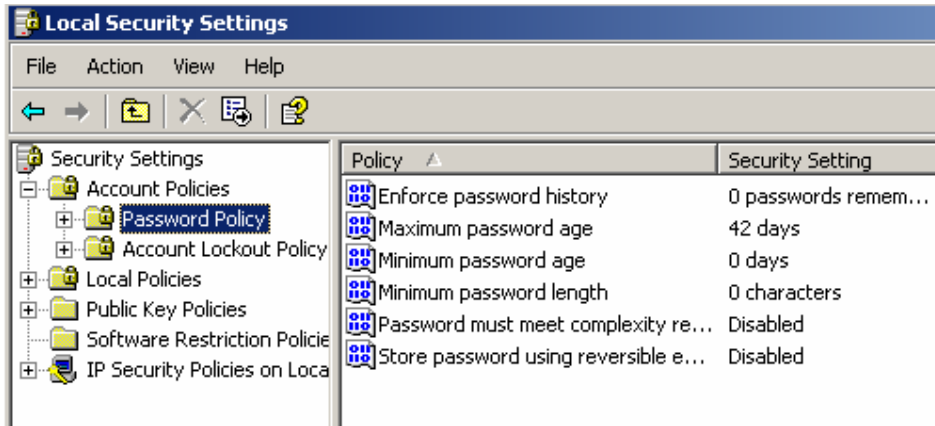 Local Security Settings
File Action View Help
Security Settings
Account Policies
Password Policy
Account Lockout Policy
Local Policies
Public Key Policies
Software Restriction Policie
IP Security Policies on Loca
Policy Security Setting
Enforce password history 0 passwords remem...
Maximum password age 42 days
Minimum password age 0 days
Minimum password length 0 characters
Password must meet complexity re... Disabled
Store password using reversible e... Disabled